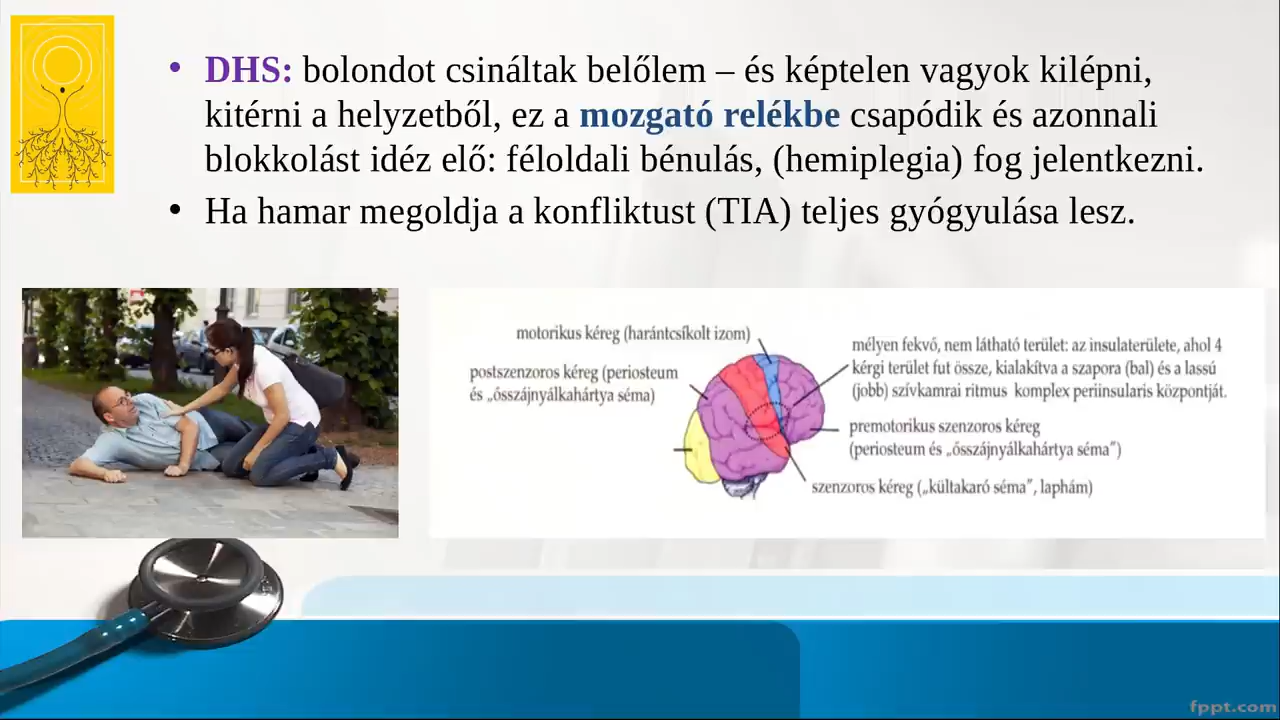 DHS: bolondot csináltak belőlem – és képtelen vagyok kilépni,
kitérni a helyzetből, ez a mozgató relékbe csapódik és azonnali
blokkolást idéz elő: féloldali bénulás, (hemiplegia) fog jelentkezni.
Ha hamar megoldja a konfliktust (TIA) teljes gyógyulása lesz.
motorikus kéreg (harántcsíkolt izom)
postszenzoros kéreg (periosteum
és „ősszájnyálkahártya séma)
mélyen fekvő, nem látható terület: az insulaterülete, ahol 4
kérgi terület fut össze, kialakítva a szapora (bal) és a lassú
(jobb) szívkamrai ritmus komplex periinsularis központját.
premotorikus szenzoros kéreg
(periosteum és „ősszájnyálkahártya séma”)
szenzoros kéreg („kültakaró séma”, laphám)
fppt.com